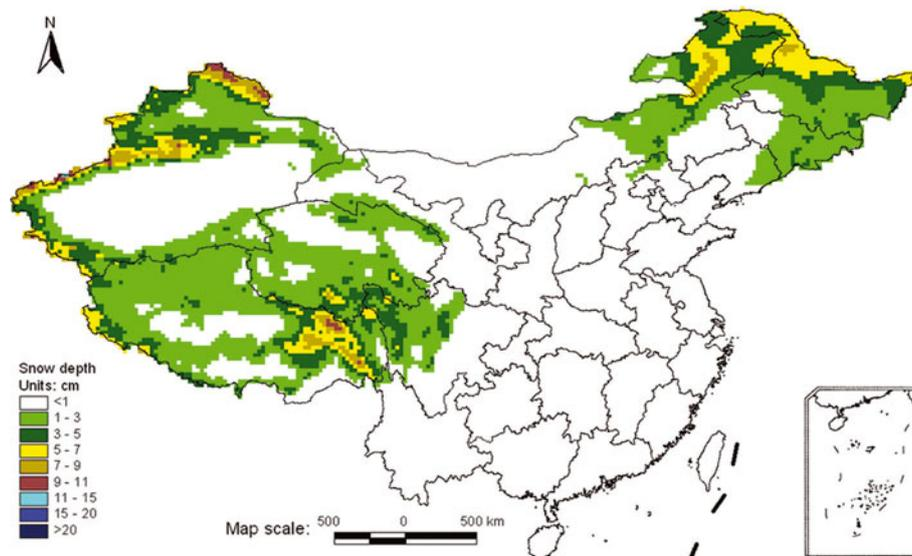 N
Snow depth
Units: cm
<1
1 - 3
3 - 5
5 - 7
7 - 9
9 - 11
11 - 15
15 - 20
>20
Map scale: 500 0 500 km